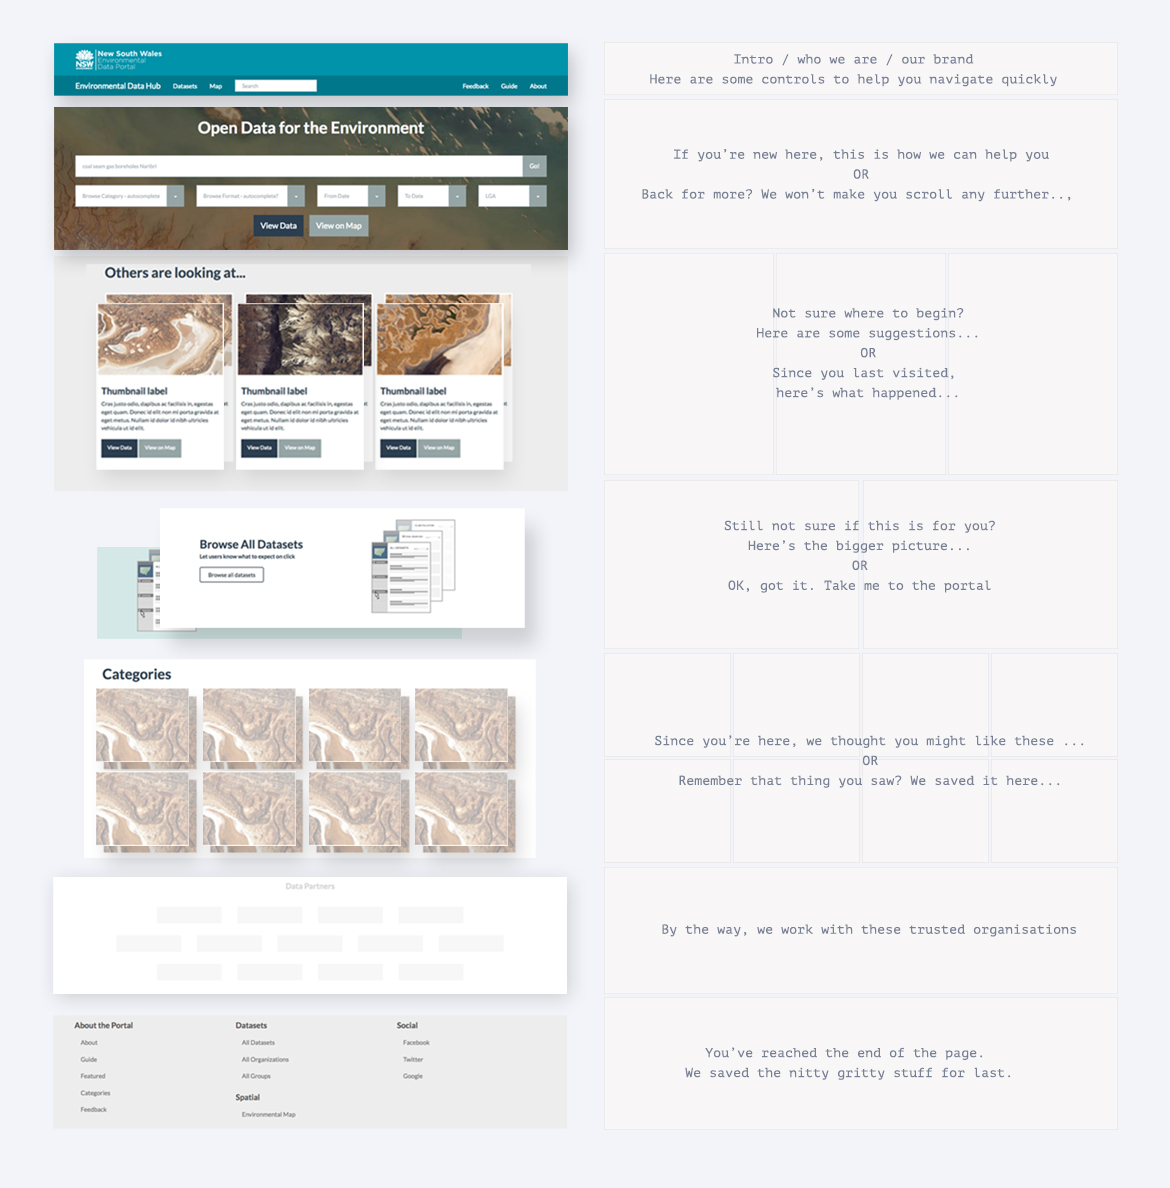 New South Wales
Environmental
Data Portal
NSW
Environmental Data Hub Datasets Map Search Feedback Guide About
Open Data for the Environment
coal seam gas boreholes Naribri Go!
Browse Category - autocomplete Browse Format - autocomplete? From Date To Date LGA
View Data View on Map
Others are looking at...
Thumbnail label
Cras justo odio, dapibus ac facilisis in, egestas
eget quam. Donec id elit non mi porta gravida at
eget metus. Nullam id dolor id nibh ultricies
vehicula ut id elit.
View Data View on Map
Thumbnail label
Cras justo odio, dapibus ac facilisis in, egestas
eget quam. Donec id elit non mi porta gravida at
eget metus. Nullam id dolor id nibh ultricies
vehicula ut id elit.
View Data View on Map
Thumbnail label
Cras justo odio, dapibus ac facilisis in, egestas
eget quam. Donec id elit non mi porta gravida at
eget metus. Nullam id dolor id nibh ultricies
vehicula ut id elit.
View Data View on Map
Browse All Datasets
Let users know what to expect on click
Browse all datasets
ALL DATASETS
Categories
Data Partners
About the Portal
About
Guide
Featured
Categories
Feedback
Datasets
All Datasets
All Organizations
All Groups
Spatial
Environmental Map
Social
Facebook
Twitter
Google
Intro / who we are / our brand
Here are some controls to help you navigate quickly
If you're new here, this is how we can help you
OR
Back for more? We won't make you scroll any further..,
Not sure where to begin?
Here are some suggestions...
OR
Since you last visited,
here's what happened...
Still not sure if this is for you?
Here's the bigger picture...
OR
OK, got it. Take me to the portal
Since you're here, we thought you might like these ...
OR
Remember that thing you saw? We saved it here...
By the way, we work with these trusted organisations
You've reached the end of the page.
We saved the nitty gritty stuff for last.